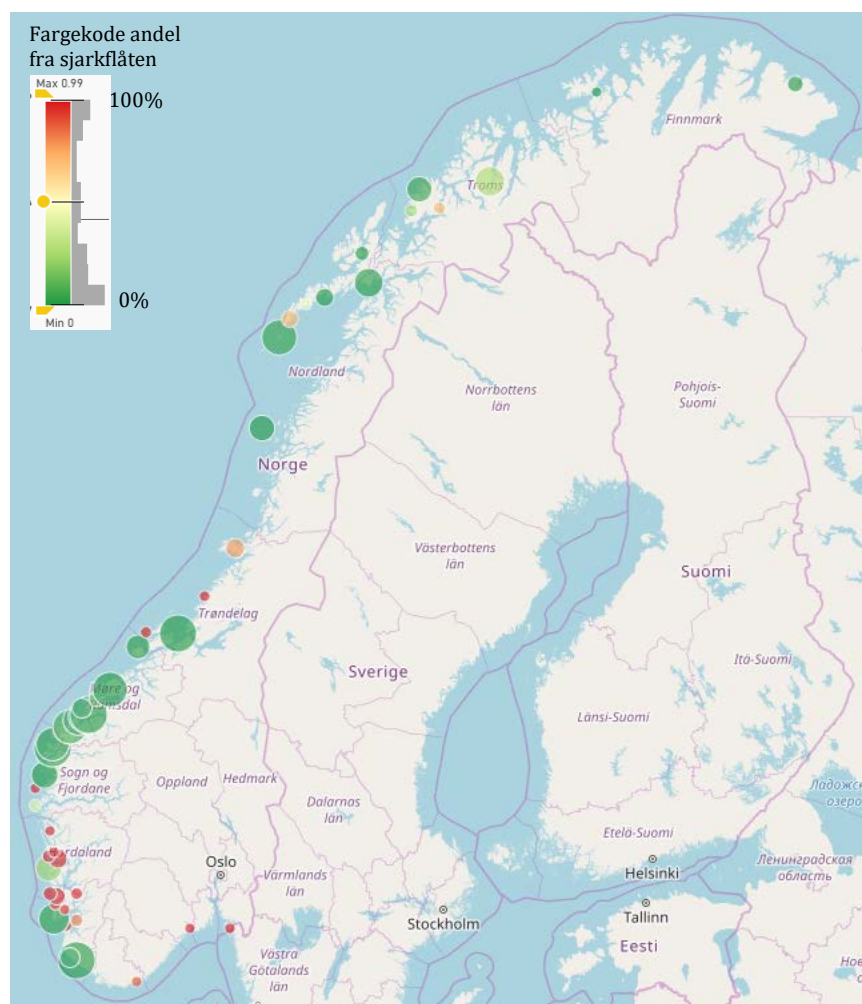 Fargekode andel
fra sjarkflåten
Max 0.99
100%
0%
Min 0
Finnmark
Troms
Nordland
Norrbottens
län
Pohjois-
Suomi
Norge
Västerbottens
län
Suomi
Trøndelag
Sverige
Itä-Suomi
Møre og
Länsi-Suomi
Sogn og
Fjordane
Oppland
Hedmark
Dalarnas
län
Etelä-Suomi
Oslo
Värmlands
län
Helsinki
Ленинградская
область
Stockholm
Tallinn
Västra
Götalands
län
Eesti